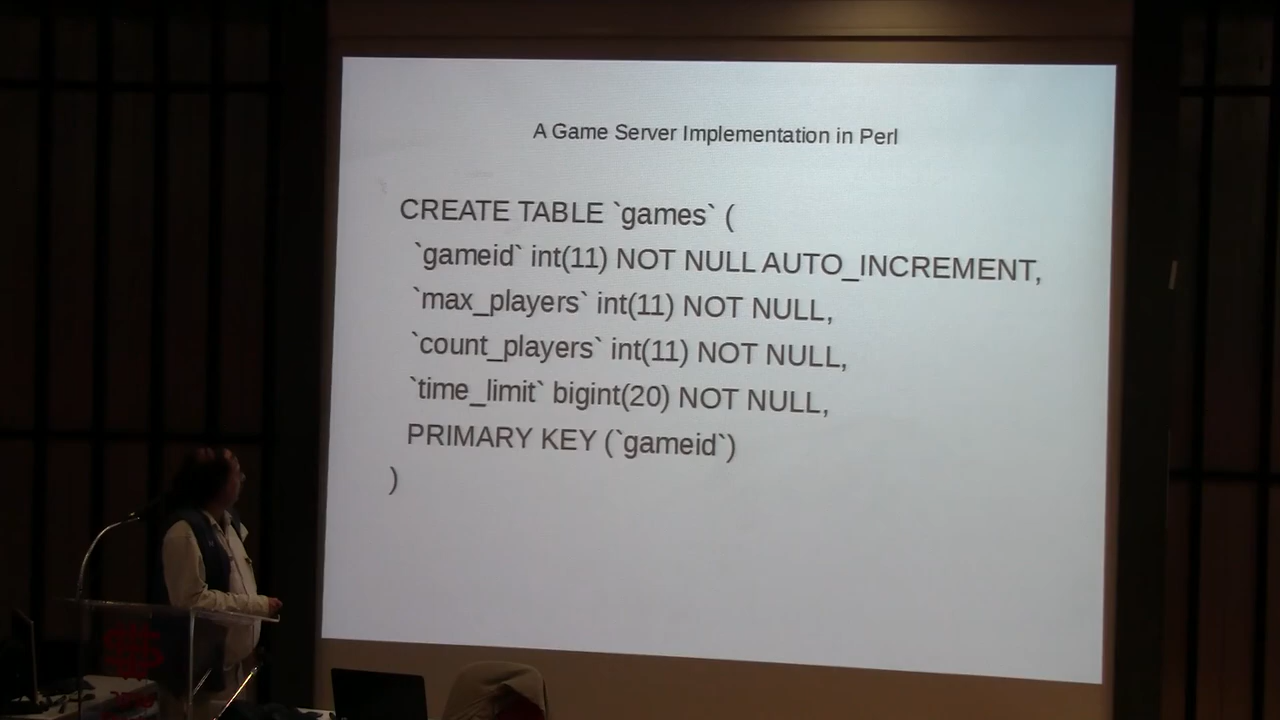 A Game Server Implementation in Perl
CREATE TABLE `games` (
`gameid` int(11) NOT NULL AUTO_INCREMENT,
`max_players` int(11) NOT NULL,
`count_players` int(11) NOT NULL,
`time_limit` bigint(20) NOT NULL,
PRIMARY KEY (`gameid`)
)